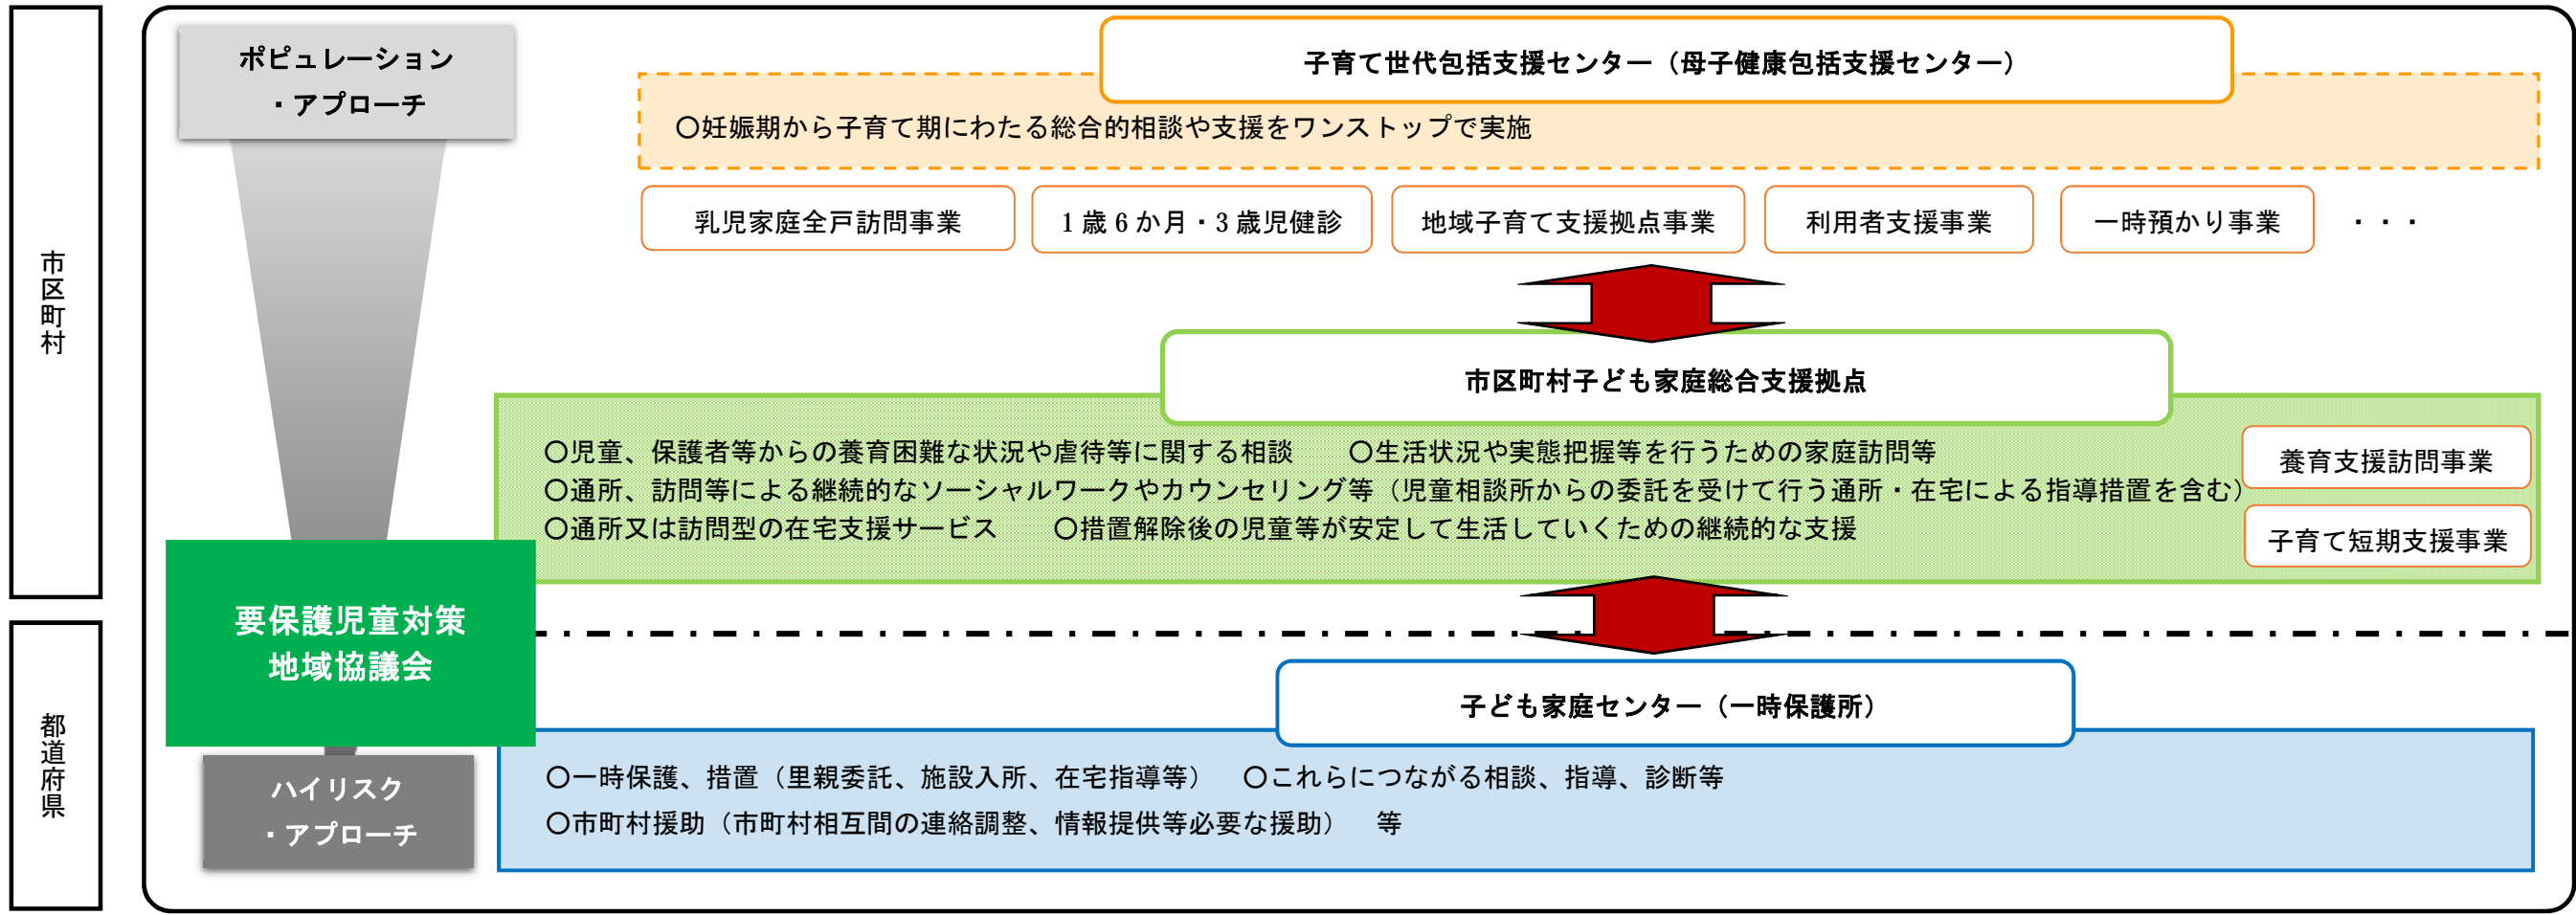 市区町村
ポピュレーション
・アプローチ
子育て世代包括支援センター（母子健康包括支援センター）
〇妊娠期から子育て期にわたる総合的相談や支援をワンストップで実施
乳児家庭全戸訪問事業
1歳6か月・3歳児健診
地域子育て支援拠点事業
利用者支援事業
一時預かり事業
・・・
市区町村子ども家庭総合支援拠点
〇児童、保護者等からの養育困難な状況や虐待等に関する相談　〇生活状況や実態把握等を行うための家庭訪問等
〇通所、訪問等による継続的なソーシャルワークやカウンセリング等（児童相談所からの委託を受けて行う通所・在宅による指導措置を含む）
〇通所又は訪問型の在宅支援サービス　〇措置解除後の児童等が安定して生活していくための継続的な支援
養育支援訪問事業
子育て短期支援事業
要保護児童対策
地域協議会
都道府県
子ども家庭センター（一時保護所）
〇一時保護、措置（里親委託、施設入所、在宅指導等）　〇これらにつながる相談、指導、診断等
〇市町村援助（市町村相互間の連絡調整、情報提供等必要な援助）　等
ハイリスク
・アプローチ